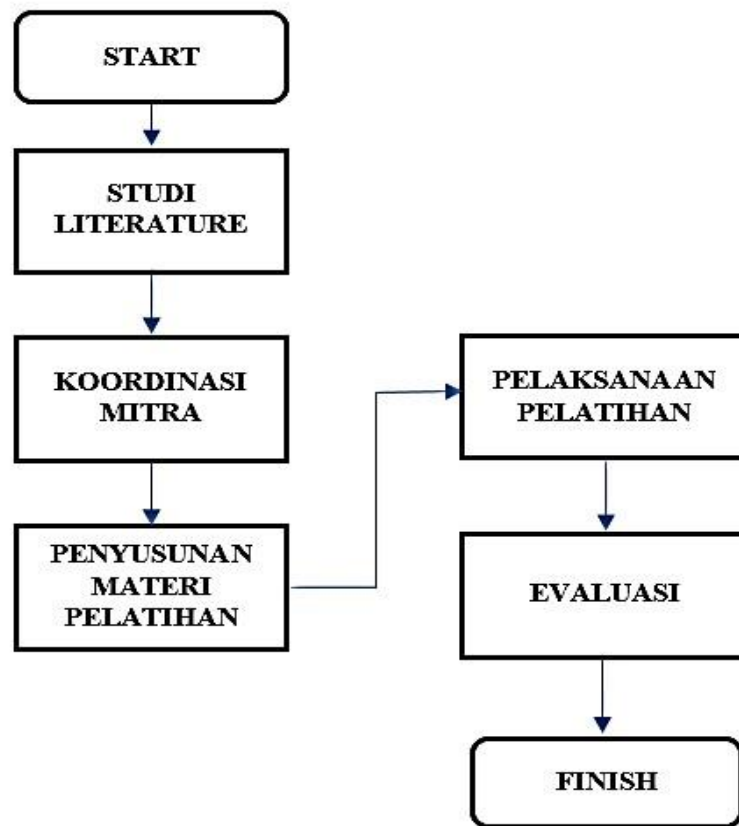 START
STUDI
LITERATURE
KOORDINASI
MITRA
PENYUSUNAN
MATERI
PELATIHAN
PELAKSANAAN
PELATIHAN
EVALUASI
FINISH